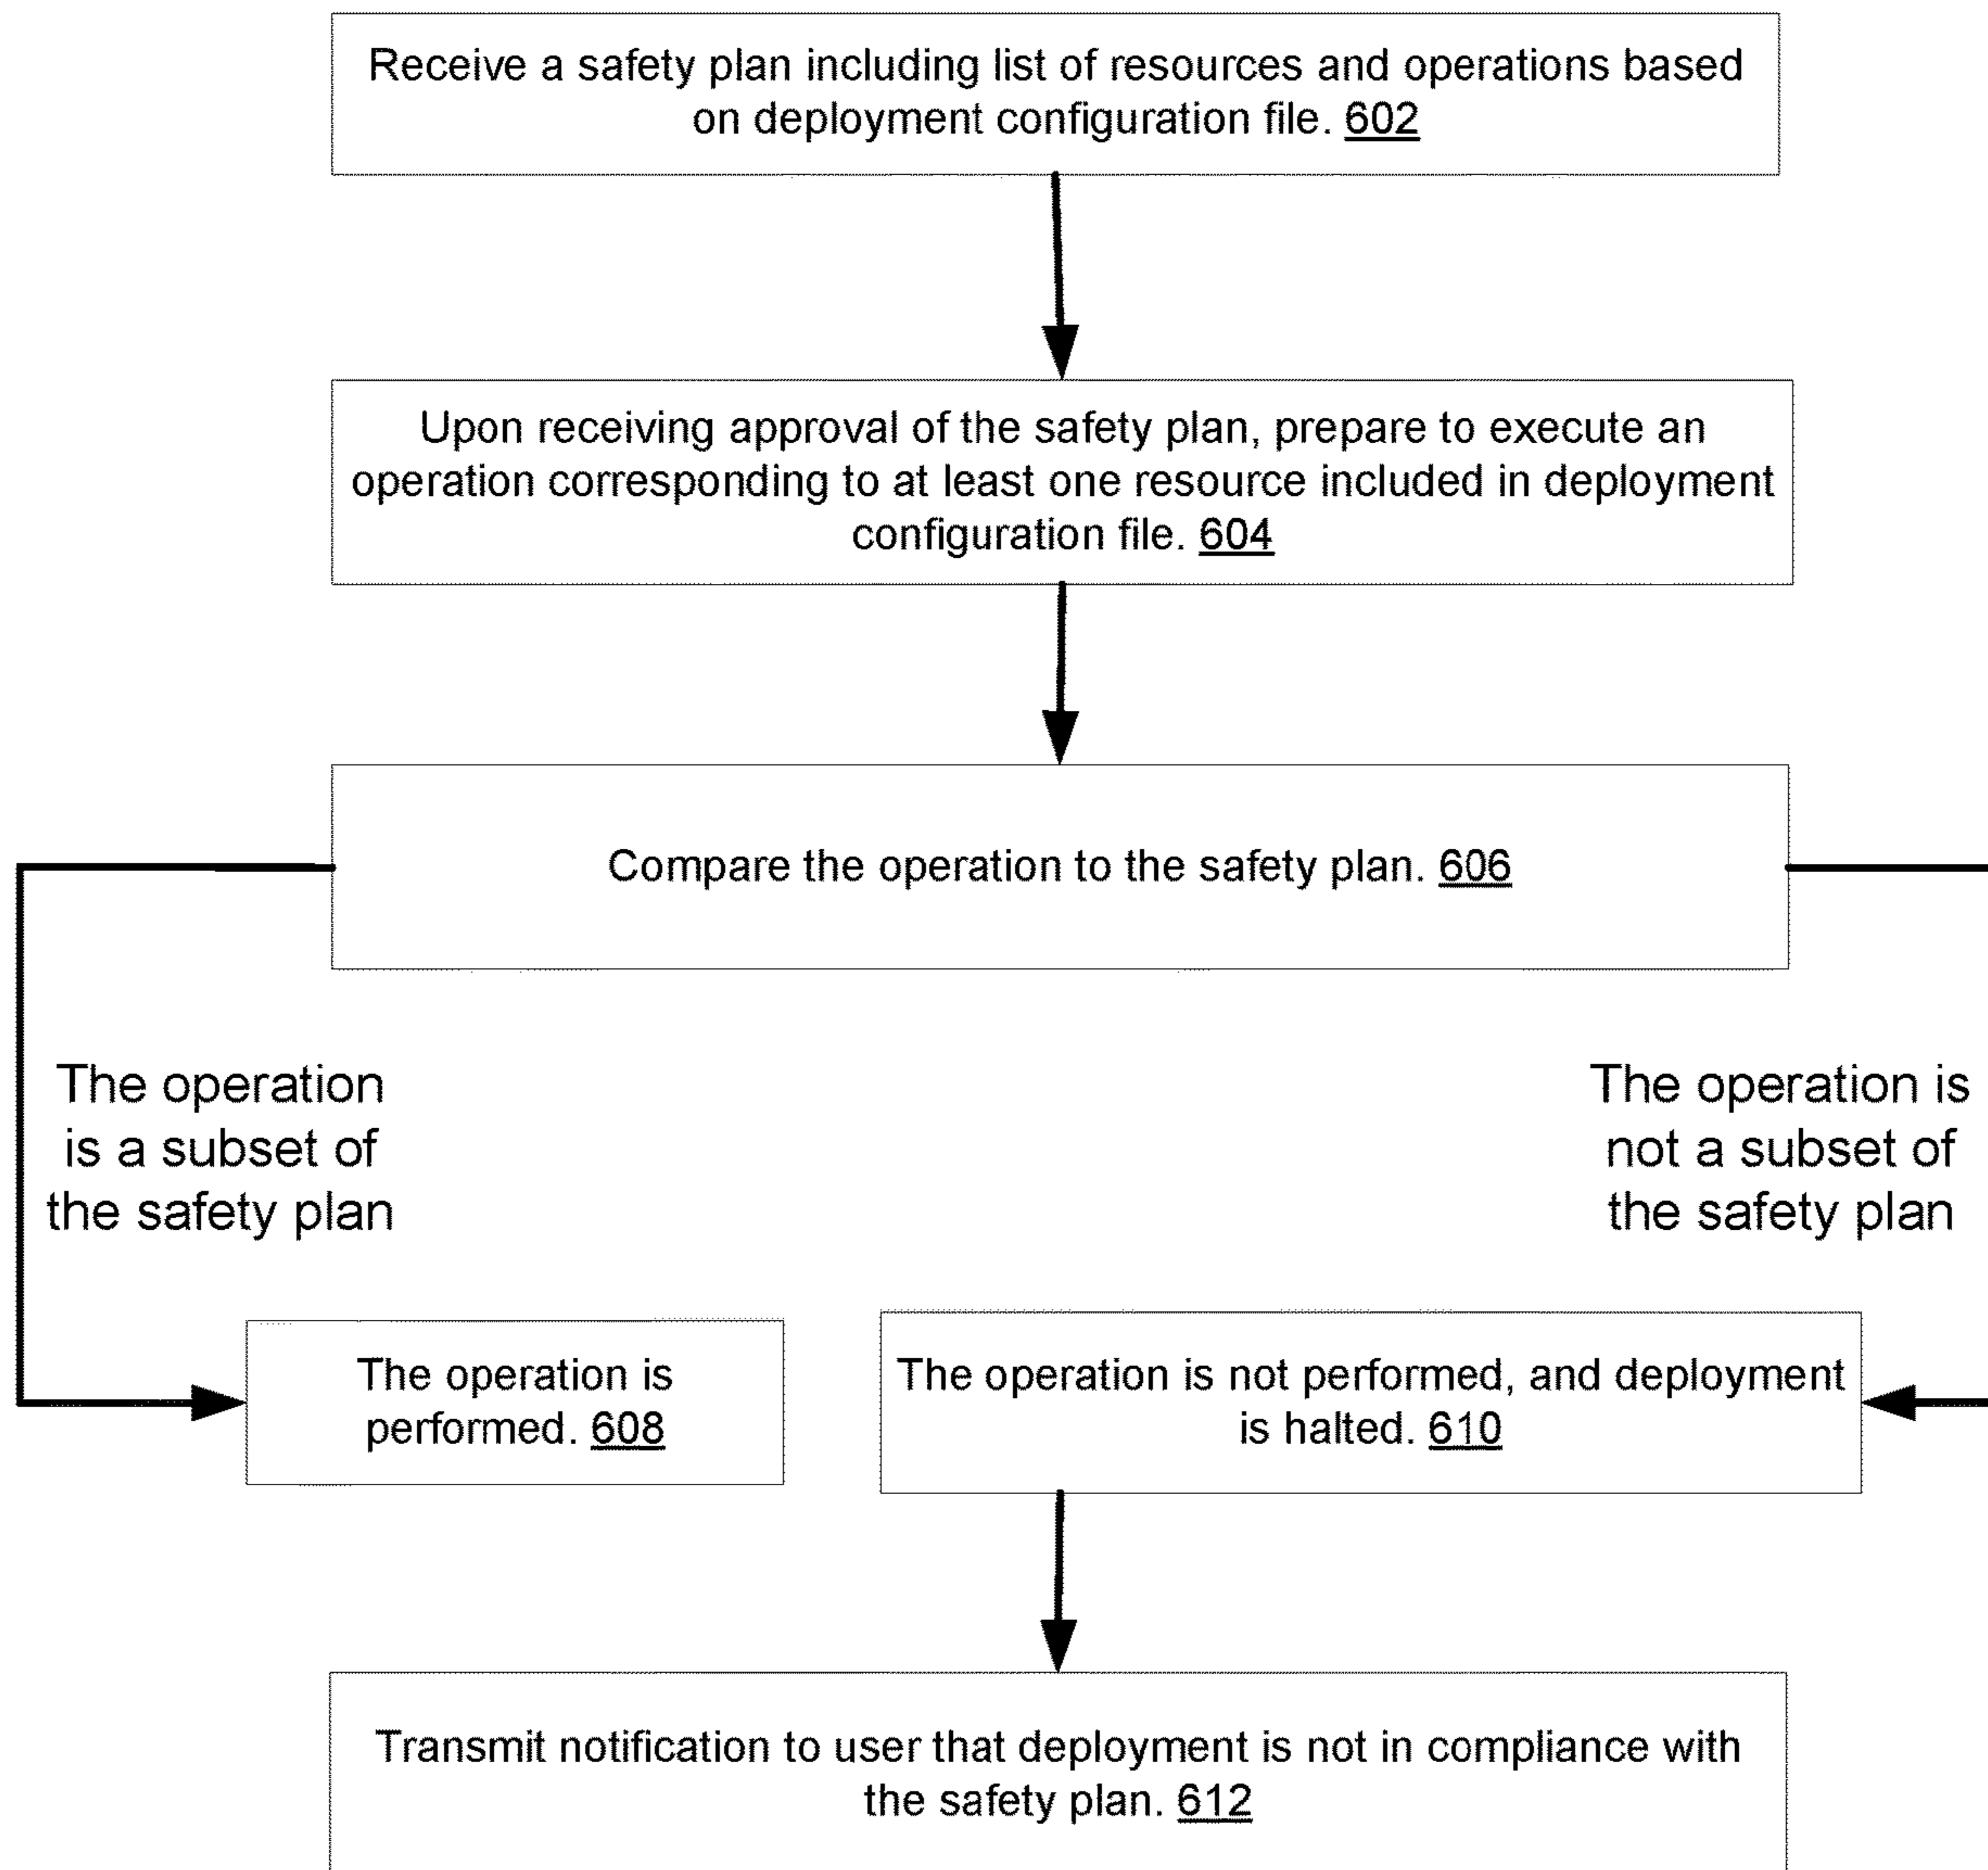 Receive a safety plan including list of resources and operations based
on deployment configuration file. 602
Upon receiving approval of the safety plan, prepare to execute an
operation corresponding to at least one resource included in deployment
configuration file. 604
Compare the operation to the safety plan. 606
The operation
is a subset of
the safety plan
The operation is
not a subset of
the safety plan
The operation is
performed. 608
The operation is not performed, and deployment
is halted. 610
Transmit notification to user that deployment is not in compliance with
the safety plan. 612